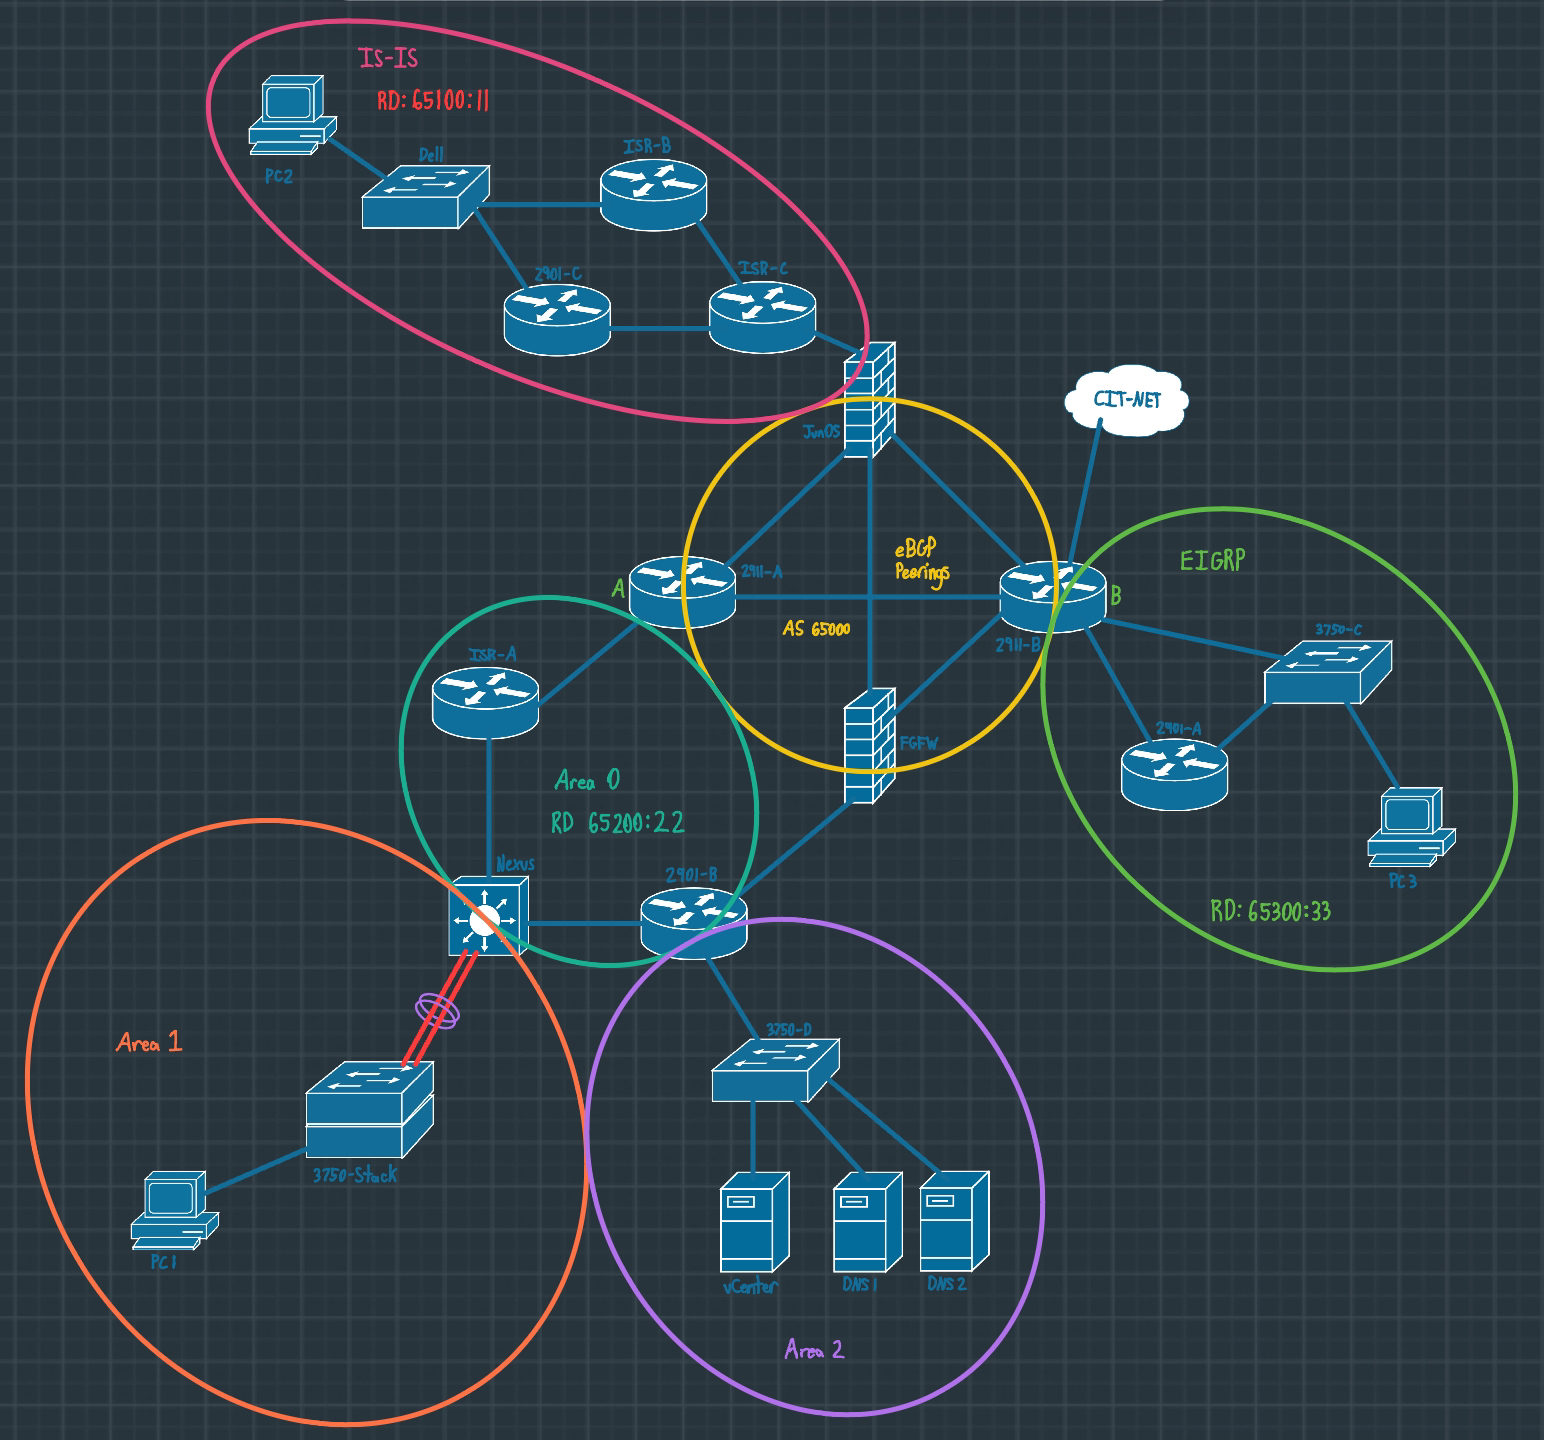 IS-IS
RD: 65100:11
PC2
Dell
ISR-B
2901-C
ISR-C
JunOS
CIT-NET
A
2911-A
eBGP
Peerings
AS 65000
B
2911-B
EIGRP
3750-C
2901-A
PC3
RD: 65300:33
FGFW
ISR-A
Area 0
RD 65200:22
Nexus
2901-B
Area 1
3750-Stack
PC1
3750-D
vCenter
DNS1
DNS2
Area 2